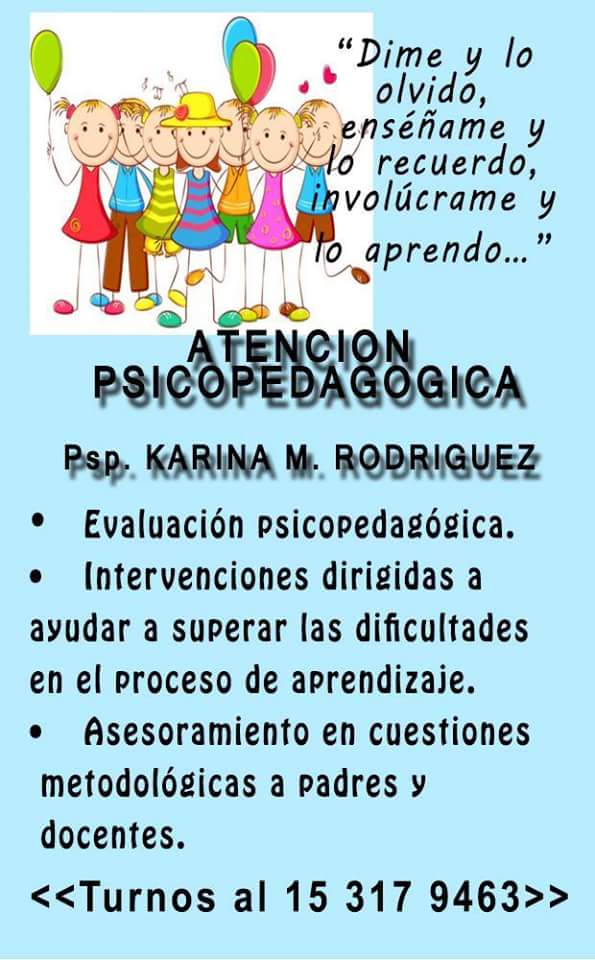 “Dime y lo
olvido,
enséñame y
lo recuerdo,
involúcrame y
lo aprendo...”
ATENCION
PSICOPEDAGOGICA
Psp. KARINA M. RODRIGUEZ
• Evaluación psicopedagógica.
• Intervenciones dirigidas a
ayudar a superar las dificultades
en el proceso de aprendizaje.
• Asesoramiento en cuestiones
metodológicas a padres y
docentes.
<<Turnos al 15 317 9463>>